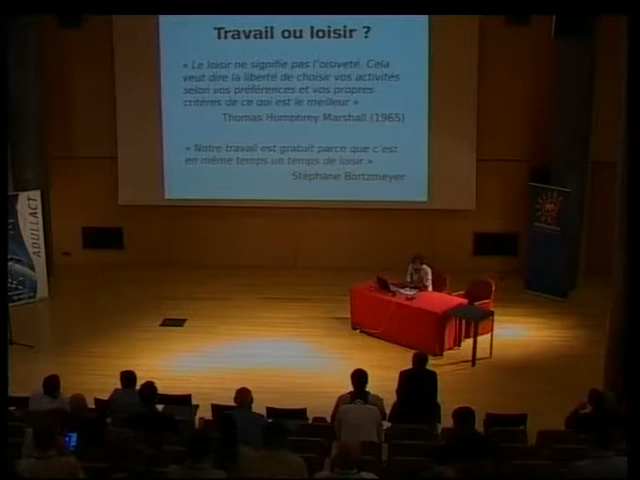 Travail ou loisir ?
« Le loisir ne signifie pas l'oisiveté. Cela
veut dire la liberté de choisir vos activités
selon vos préférences et vos propres
critères de ce qui est le meilleur »
Thomas Humphrey Marshall (1965)
« Notre travail est gratuit parce que c'est
en même temps un temps de loisir »
Stéphane Bortzmeyer
ADULLACT